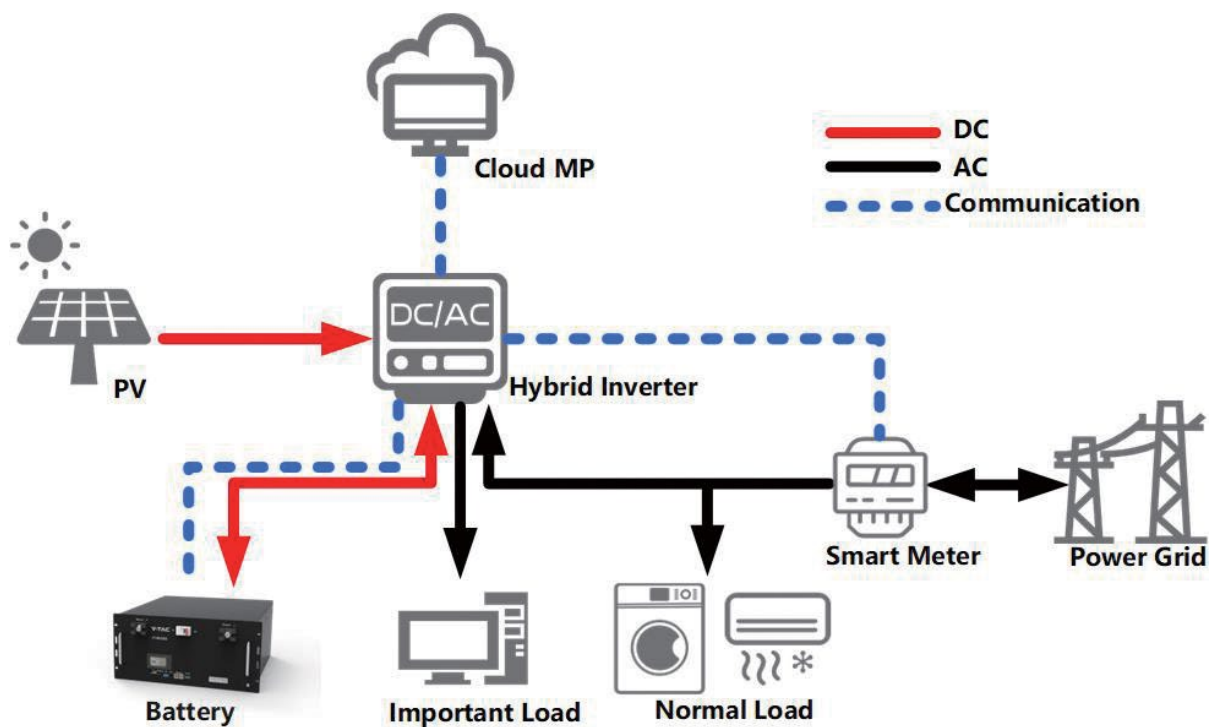 DC
AC
Communication
Cloud MP
DC/AC
PV
Hybrid Inverter
Smart Meter
Power Grid
V-TAC
Battery
Important Load
Normal Load